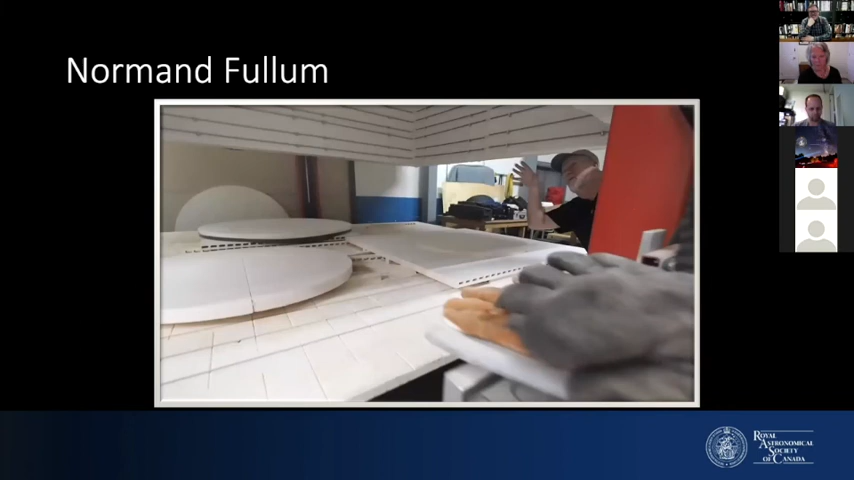 Normand Fullum
ROYAL
ASTRONOMICAL
SOCIETY
OF CANADA